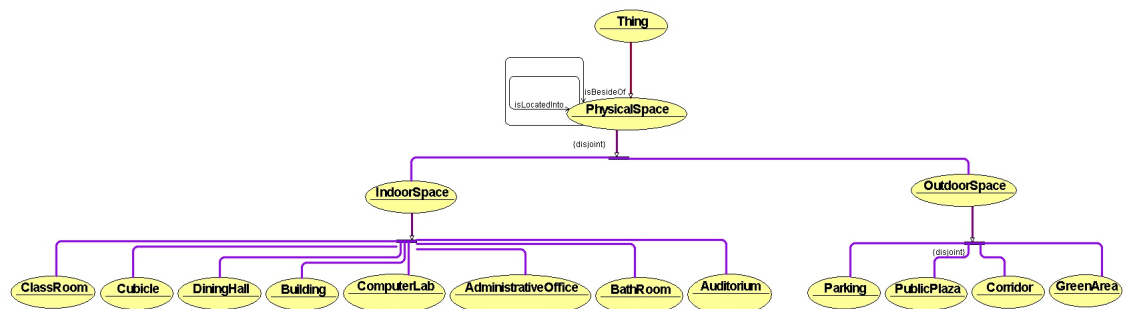 Thing
isBesideOf
isLocatedInto
PhysicalSpace
{disjoint}
IndoorSpace
OutdoorSpace
{disjoint}
ClassRoom
Cubicle
DiningHall
Building
ComputerLab
AdministrativeOffice
BathRoom
Auditorium
Parking
PublicPlaza
Corridor
GreenArea